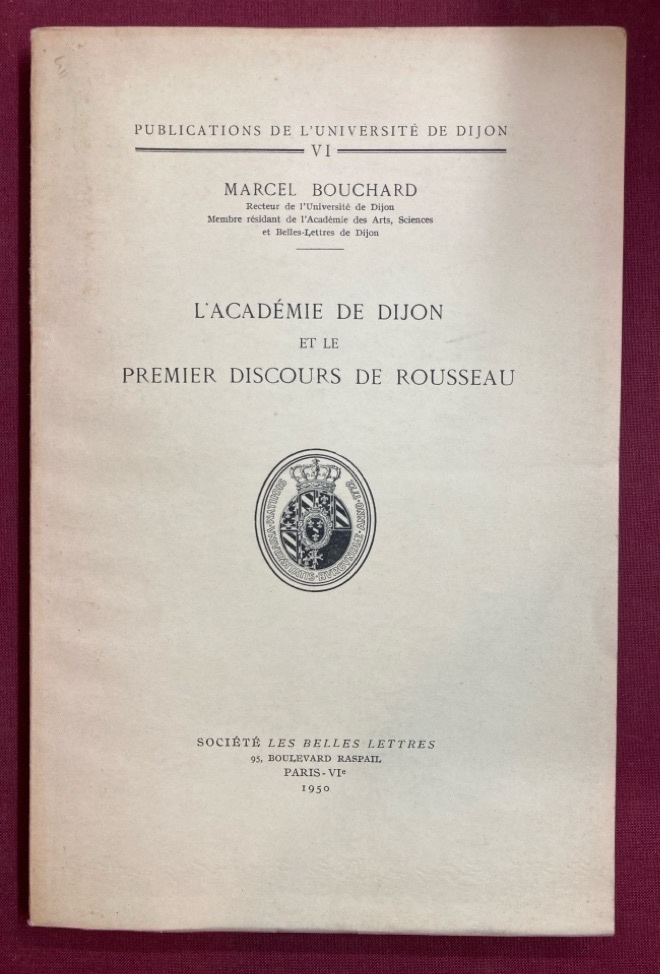 PUBLICATIONS DE L'UNIVERSITÉ DE DIJON
VI
MARCEL BOUCHARD
Recteur de l'Université de Dijon
Membre résidant de l'Académie des Arts, Sciences
et Belles-Lettres de Dijon
L'ACADÉMIE DE DIJON
ET LE
PREMIER DISCOURS DE ROUSSEAU
SOCIÉTÉ LES BELLES LETTRES
95, BOULEVARD RASPAIL
PARIS-VIe
1950